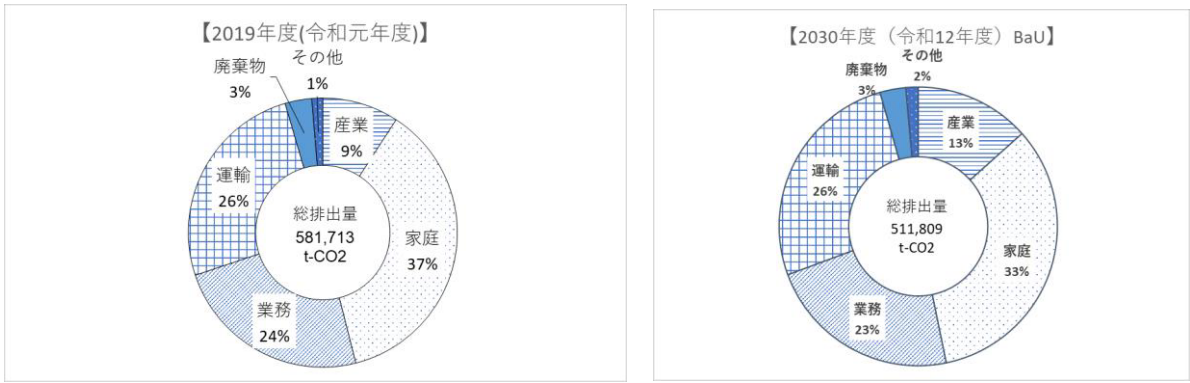 【2019年度(令和元年度)】
その他
1%
廃棄物
3%
産業
9%
運輸
26%
総排出量
581,713
t-CO2
家庭
37%
業務
24%
【2030年度（令和12年度）BaU】
その他
2%
廃棄物
3%
産業
13%
運輸
26%
総排出量
511,809
t-CO2
家庭
33%
業務
23%